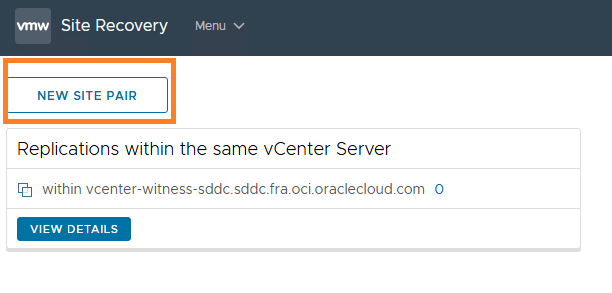 vmw Site Recovery Menu
NEW SITE PAIR
Replications within the same vCenter Server
within vcenter-witness-sddc.sddc.fra.oci.oraclecloud.com 0
VIEW DETAILS